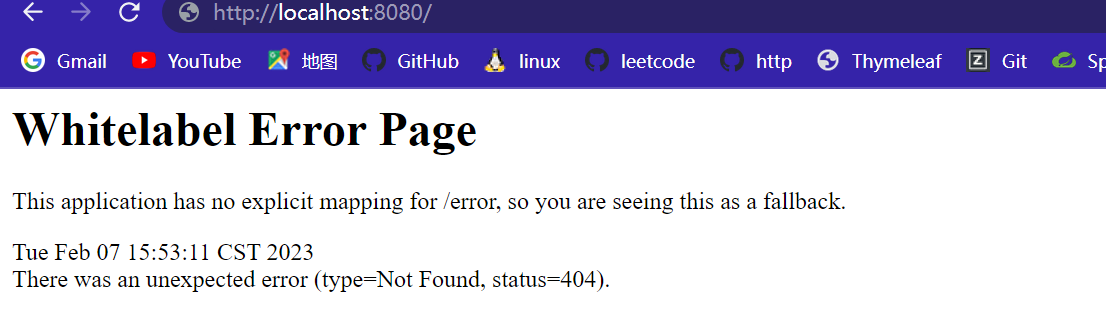 http://localhost:8080/
Gmail YouTube 地图 GitHub linux leetcode http Thymeleaf Git Sp
Whitelabel Error Page
This application has no explicit mapping for /error, so you are seeing this as a fallback.
Tue Feb 07 15:53:11 CST 2023
There was an unexpected error (type=Not Found, status=404).